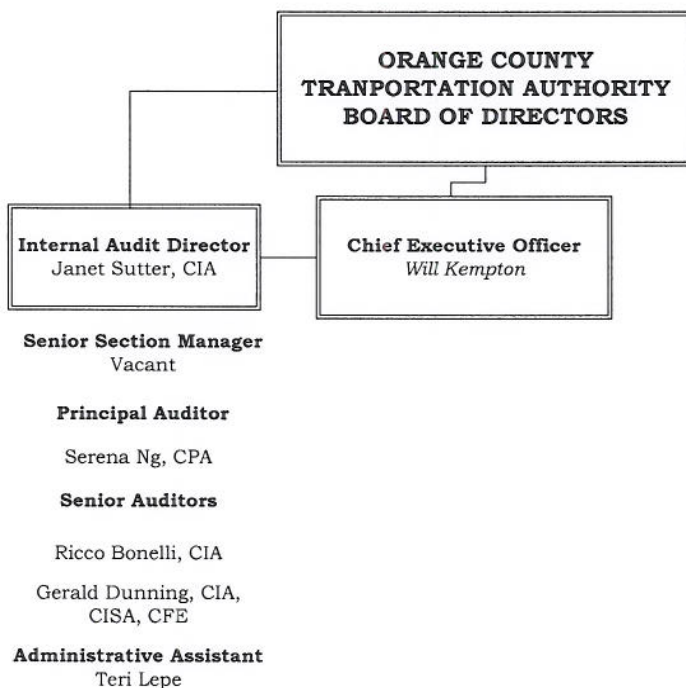 ORANGE COUNTY
TRANPORTATION AUTHORITY
BOARD OF DIRECTORS
Internal Audit Director
Janet Sutter, CIA
Chief Executive Officer
Will Kempton
Senior Section Manager
Vacant
Principal Auditor
Serena Ng, CPA
Senior Auditors
Ricco Bonelli, CIA
Gerald Dunning, CIA,
CISA, CFE
Administrative Assistant
Teri Lepe